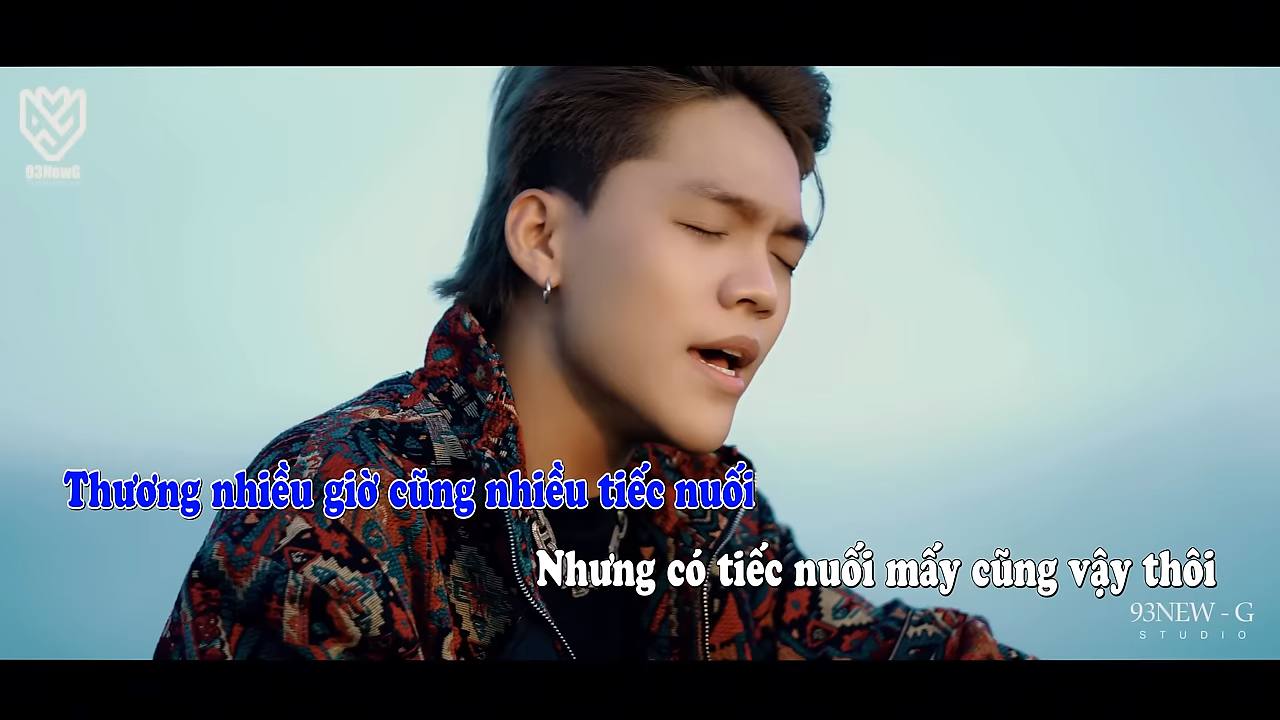 93NewG
Thương nhiều giờ cũng nhiều tiếc nuối
Nhưng có tiếc nuối mấy cũng vậy thôi
93NEW - G
STUDIO